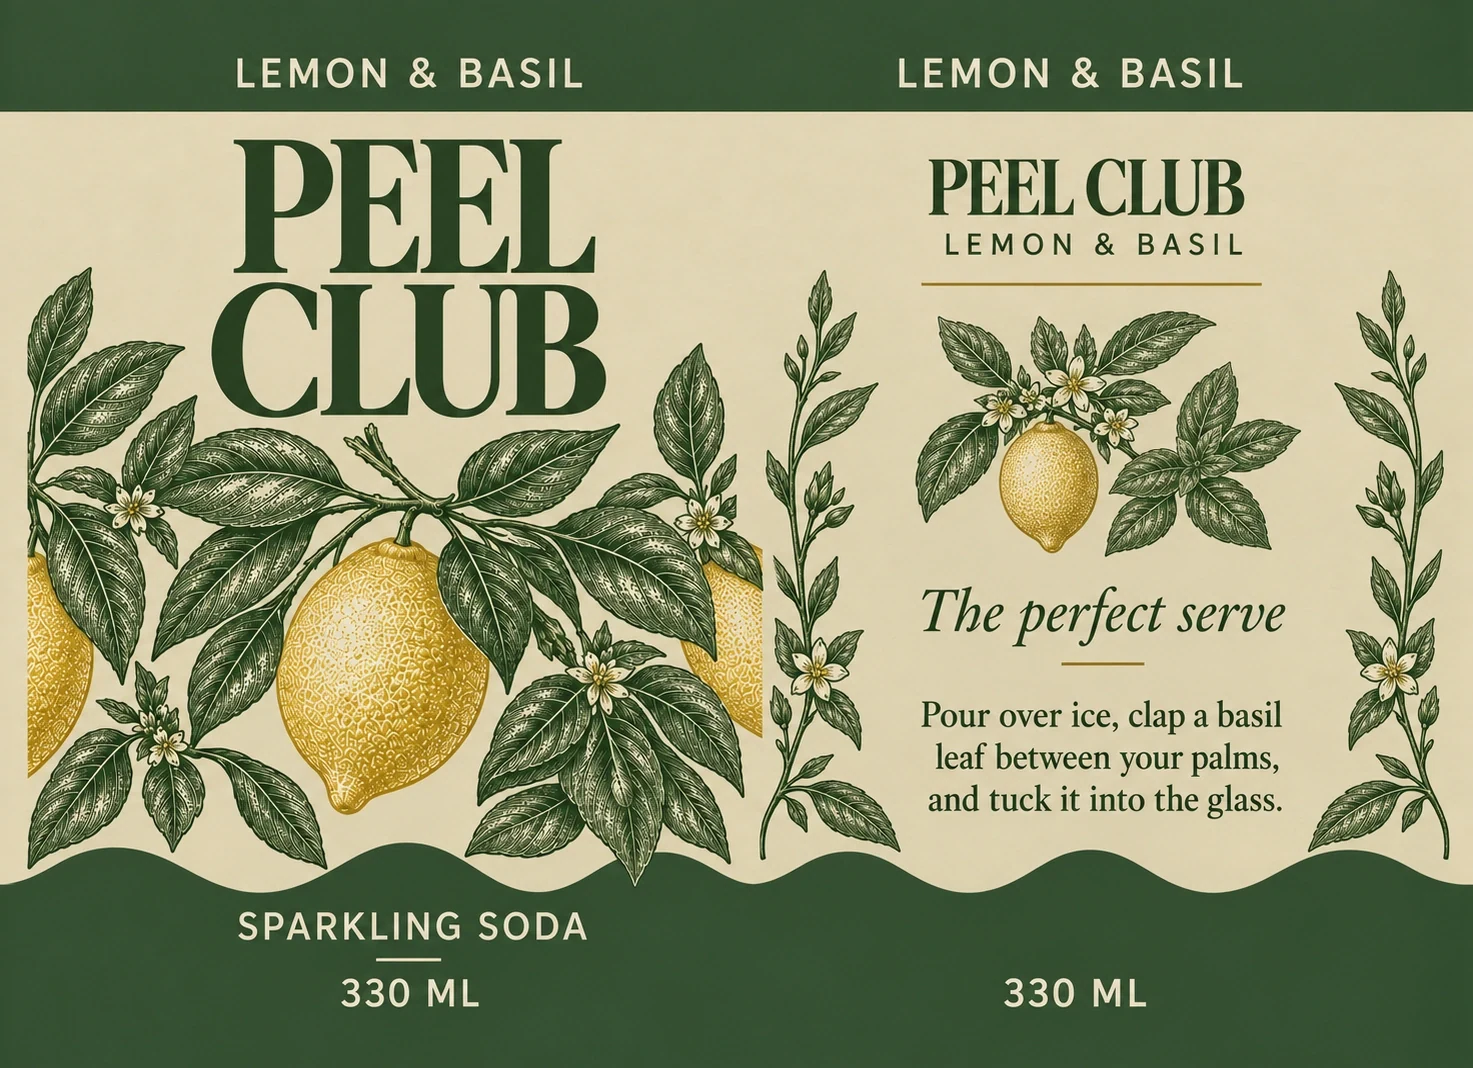 LEMON & BASIL
PEEL
CLUB
SPARKLING SODA
330 ML
LEMON & BASIL
PEEL CLUB
LEMON & BASIL
The perfect serve
Pour over ice, clap a basil
leaf between your palms,
and tuck it into the glass.
330 ML